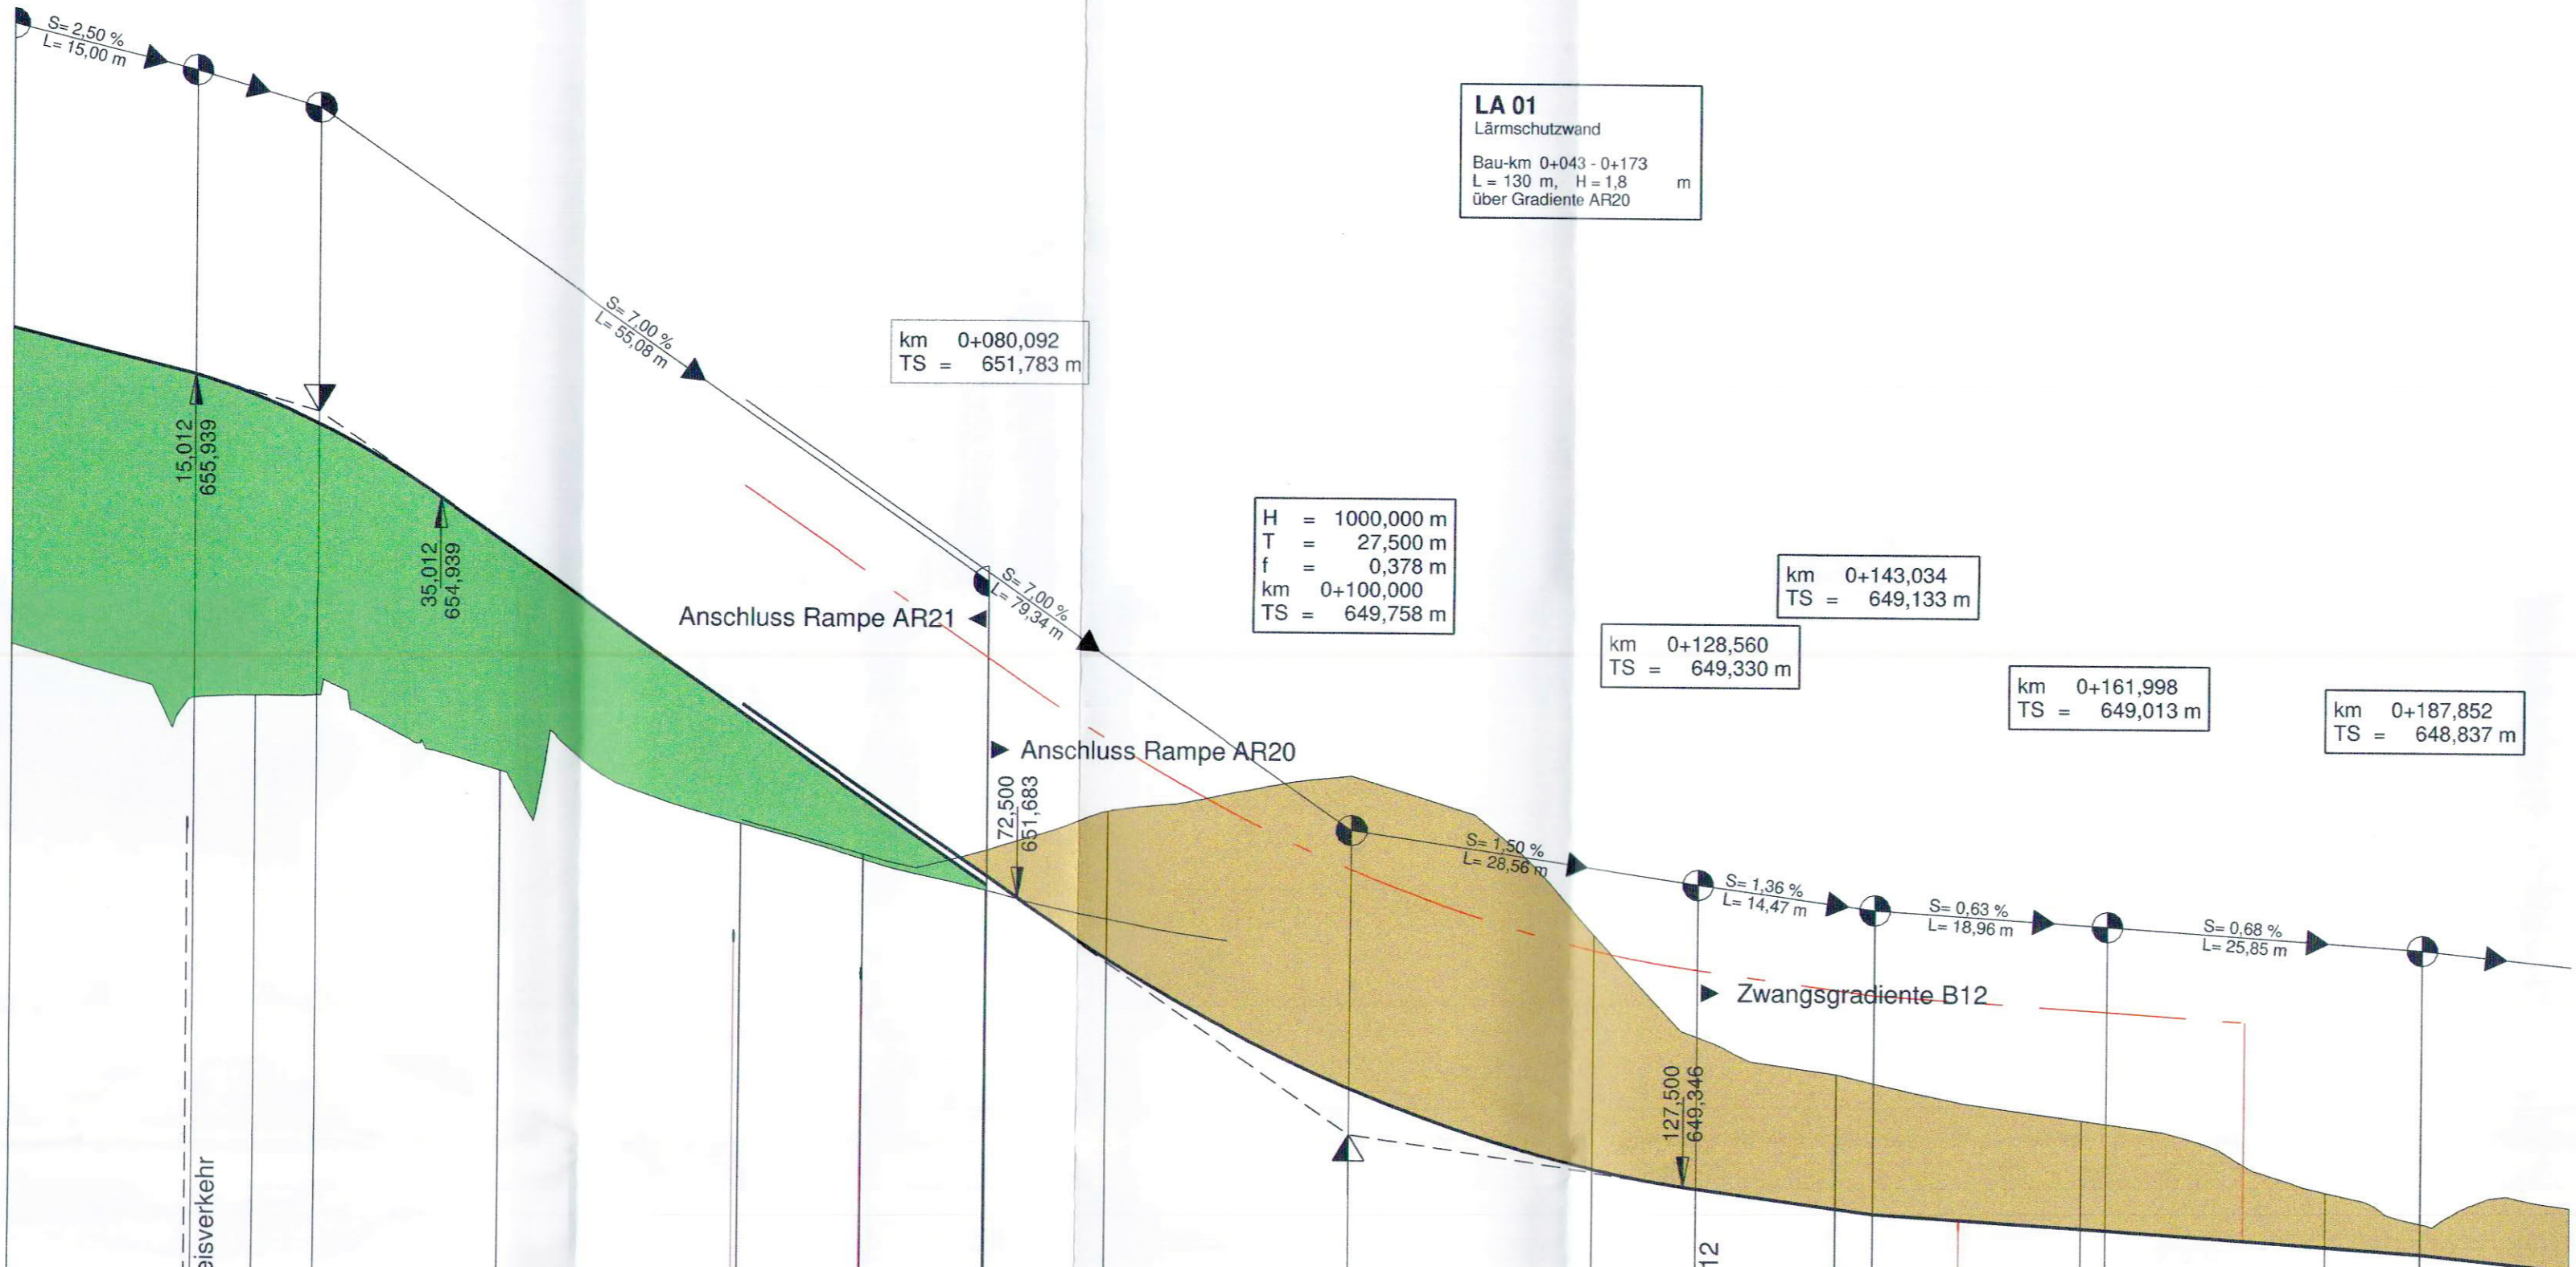 S= 2,50 %
L= 15,00 m
LA 01
Lärmschutzwand
Bau-km 0+043 - 0+173
L = 130 m, H = 1,8 m
über Gradiente AR20
S= 7,00 %
L= 55,08 m
km 0+080,092
TS = 651,783 m
15,012
655,939
35,012
654,939
Anschluss Rampe AR21
S= 7,00 %
L= 79,34 m
H = 1000,000 m
T = 27,500 m
f = 0,378 m
km 0+100,000
TS = 649,758 m
km 0+143,034
TS = 649,133 m
km 0+128,560
TS = 649,330 m
km 0+161,998
TS = 649,013 m
km 0+187,852
TS = 648,837 m
Anschluss Rampe AR20
72,500
651,683
S= 1,50 %
L= 28,56 m
S= 1,36 %
L= 14,47 m
S= 0,63 %
L= 18,96 m
S= 0,68 %
L= 25,85 m
Zwangsgradiente B12
127,500
649,346
eisverkehr
12